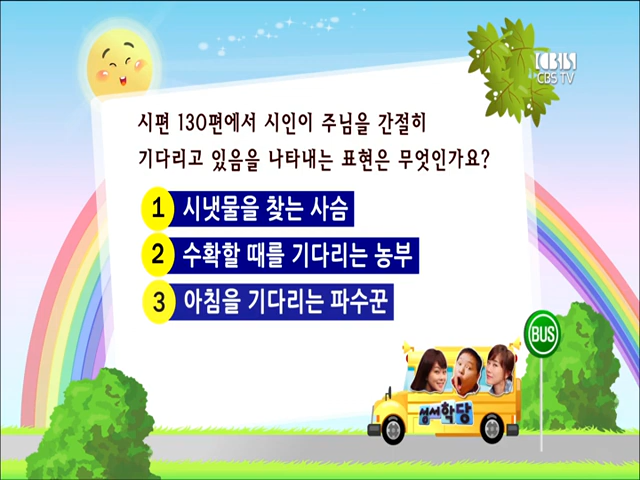 CBS
CBS TV
시편 130편에서 시인이 주님을 간절히
기다리고 있음을 나타내는 표현은 무엇인가요?
1 시냇물을 찾는 사슴
2 수확할 때를 기다리는 농부
3 아침을 기다리는 파수꾼
BUS
성서학당